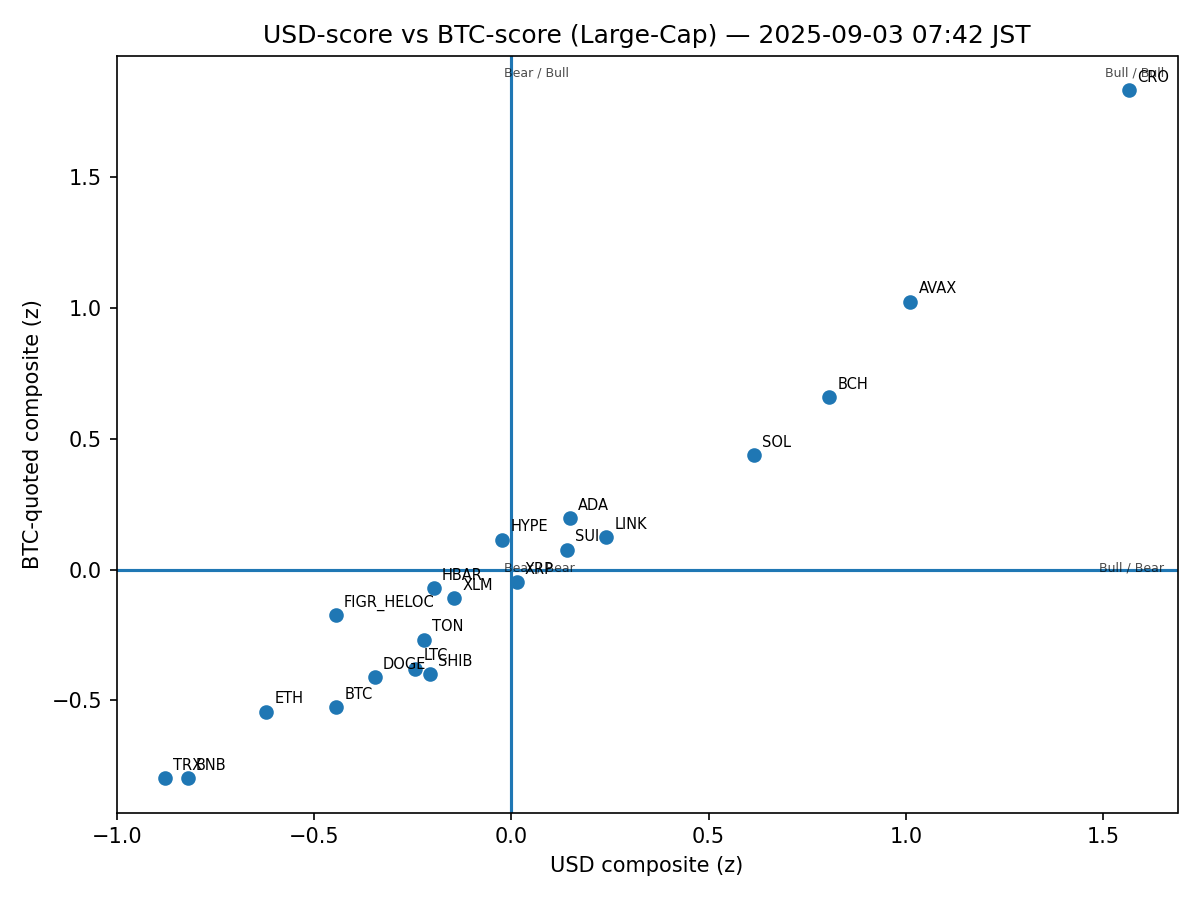 USD-score vs BTC-score (Large-Cap) — 2025-09-03 07:42 JST
Bear / Bull
Bull / Bull
CRO
1.5
AVAX
1.0
BCH
SOL
0.5
ADA
HYPE
LINK
SUI
0.0
Bear / Bear
XRP
Bull / Bear
HBAR
XLM
FIGR_HELOC
TON
LTC
DOGE
SHIB
ETH
BTC
−0.5
TRX
BNB
−1.0
−0.5
0.0
0.5
1.0
1.5
USD composite (z)
BTC-quoted composite (z)